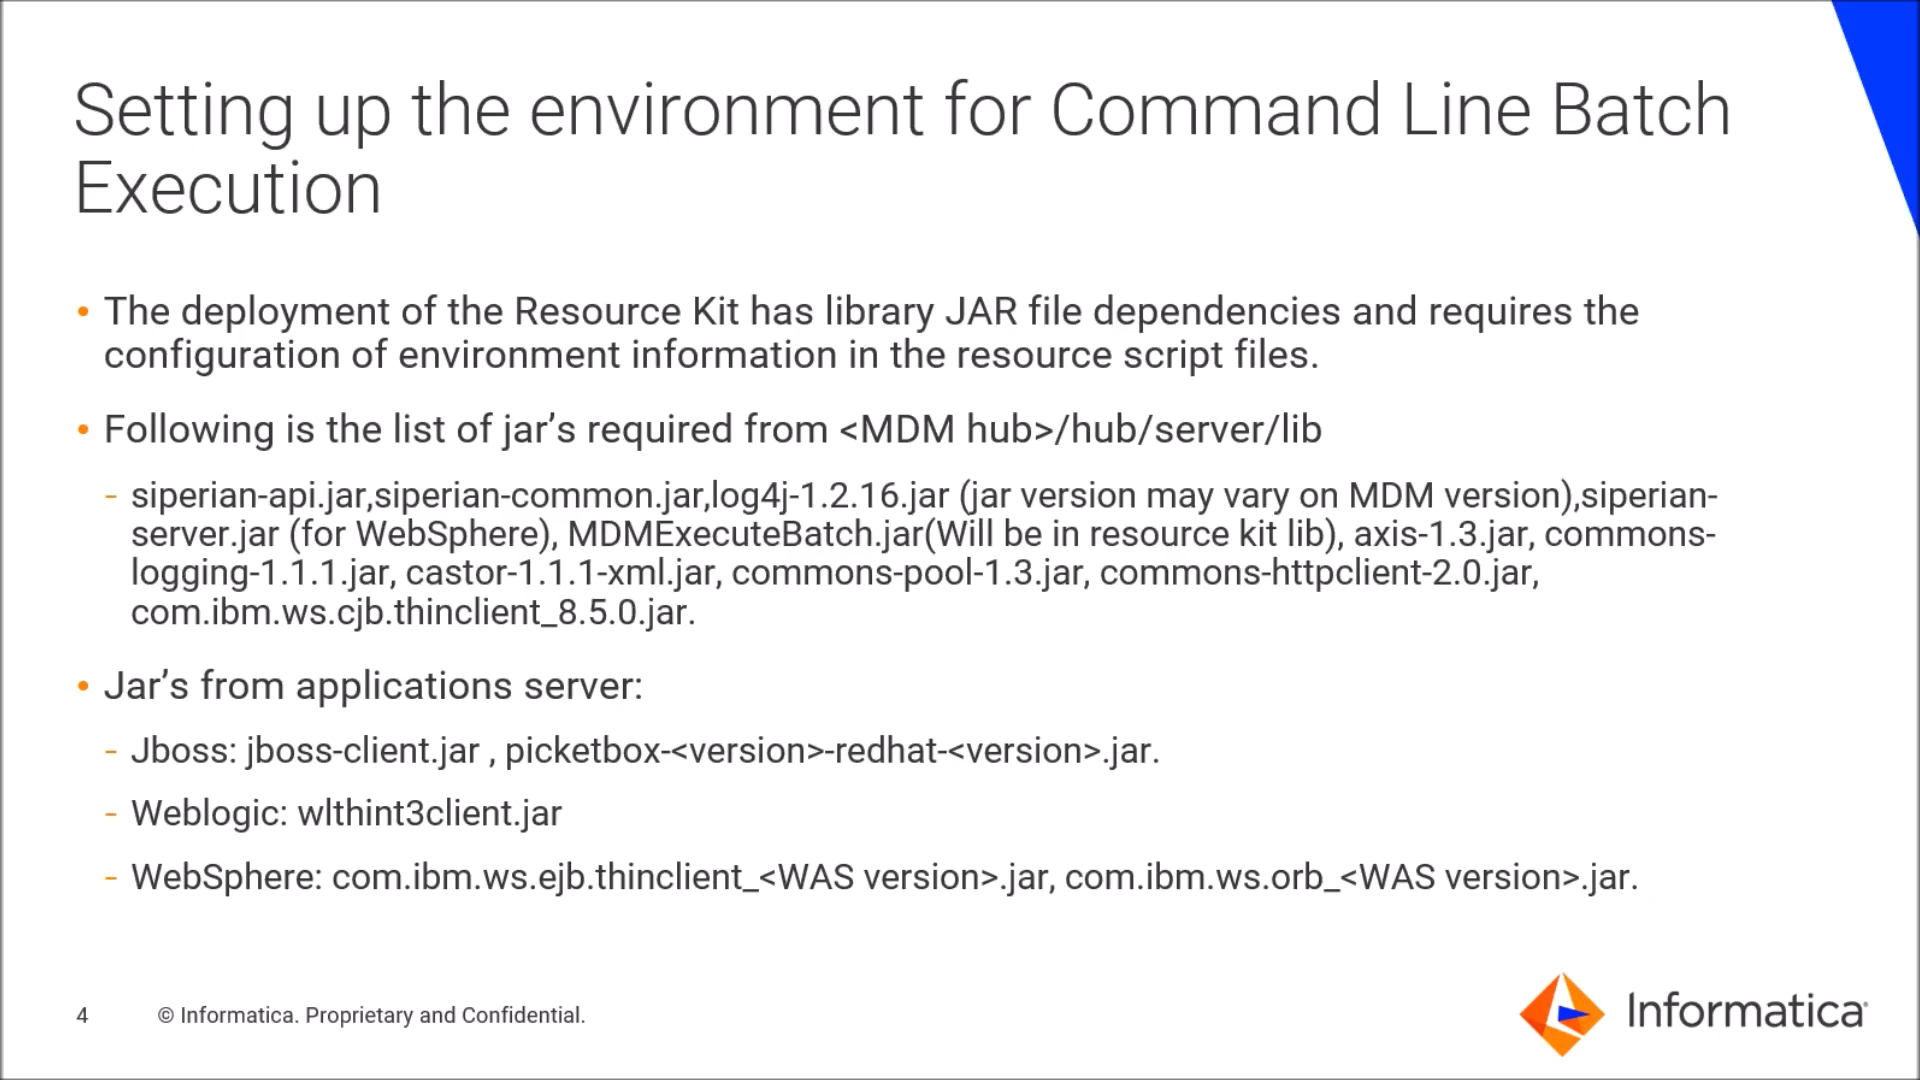 Setting up the environment for Command Line Batch
Execution
• The deployment of the Resource Kit has library JAR file dependencies and requires the
configuration of environment information in the resource script files.
• Following is the list of jar’s required from <MDM hub>/hub/server/lib
- siperian-api.jar,siperian-common.jar,log4j-1.2.16.jar (jar version may vary on MDM version),siperian-
server.jar (for WebSphere), MDMExecuteBatch.jar(Will be in resource kit lib), axis-1.3.jar, commons-
logging-1.1.1.jar, castor-1.1.1-xml.jar, commons-pool-1.3.jar, commons-httpclient-2.0.jar,
com.ibm.ws.cjb.thinclient_8.5.0.jar.
• Jar’s from applications server:
- Jboss: jboss-client.jar , picketbox-<version>-redhat-<version>.jar.
- Weblogic: wlthint3client.jar
- WebSphere: com.ibm.ws.ejb.thinclient_<WAS version>.jar, com.ibm.ws.orb_<WAS version>.jar.
4 © Informatica. Proprietary and Confidential.
Informatica